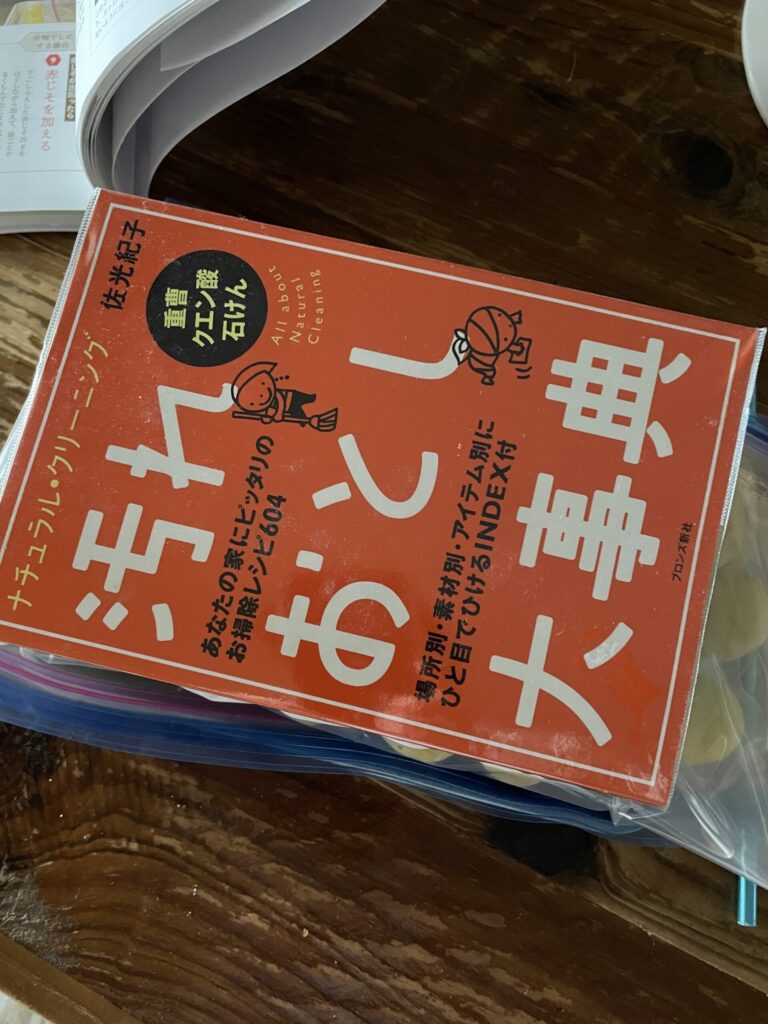 ナチュラル・クリーニング
佐光紀子
重曹
クエン酸
石けん
All about
Natural
Cleaning
汚れ
おとし
大事典
あなたの家にピッタリの
お掃除レシピ604
場所別・素材別・アイテム別に
ひと目でひけるINDEX付
ブロンズ新社
赤じそを加える